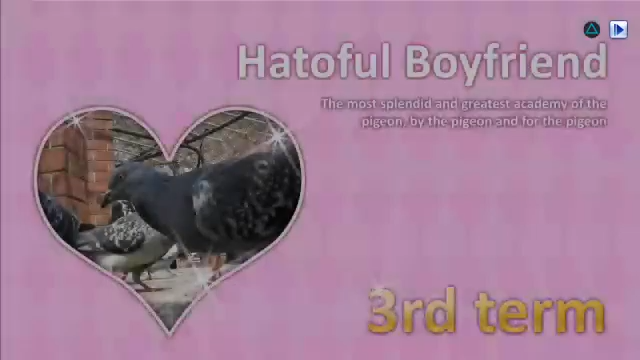 Hatoful Boyfriend
The most splendid and greatest academy of the
pigeon, by the pigeon and for the pigeon
3rd term